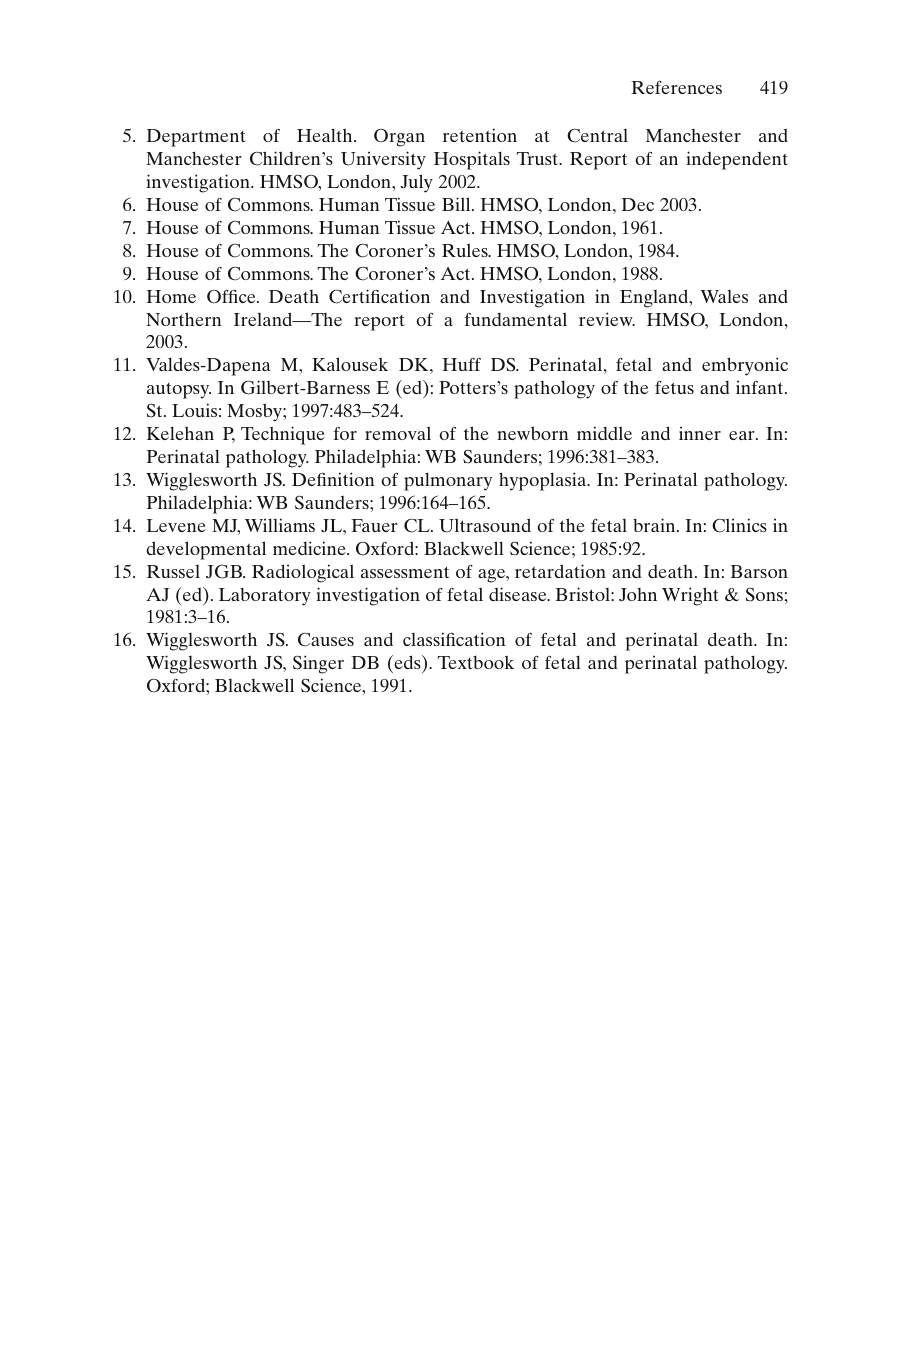 References 419
5. Department of Health. Organ retention at Central Manchester and
Manchester Children’s University Hospitals Trust. Report of an independent
investigation. HMSO, London, July 2002.
6. House of Commons. Human Tissue Bill. HMSO, London, Dec 2003.
7. House of Commons. Human Tissue Act. HMSO, London, 1961.
8. House of Commons. The Coroner’s Rules. HMSO, London, 1984.
9. House of Commons. The Coroner’s Act. HMSO, London, 1988.
10. Home Office. Death Certification and Investigation in England, Wales and
Northern Ireland—The report of a fundamental review. HMSO, London,
2003.
11. Valdes-Dapena M, Kalousek DK, Huff DS. Perinatal, fetal and embryonic
autopsy. In Gilbert-Barness E (ed): Potters’s pathology of the fetus and infant.
St. Louis: Mosby; 1997:483–524.
12. Kelehan P, Technique for removal of the newborn middle and inner ear. In:
Perinatal pathology. Philadelphia: WB Saunders; 1996:381–383.
13. Wigglesworth JS. Definition of pulmonary hypoplasia. In: Perinatal pathology.
Philadelphia: WB Saunders; 1996:164–165.
14. Levene MJ, Williams JL, Fauer CL. Ultrasound of the fetal brain. In: Clinics in
developmental medicine. Oxford: Blackwell Science; 1985:92.
15. Russel JGB. Radiological assessment of age, retardation and death. In: Barson
AJ (ed). Laboratory investigation of fetal disease. Bristol: John Wright & Sons;
1981:3–16.
16. Wigglesworth JS. Causes and classification of fetal and perinatal death. In:
Wigglesworth JS, Singer DB (eds). Textbook of fetal and perinatal pathology.
Oxford; Blackwell Science, 1991.